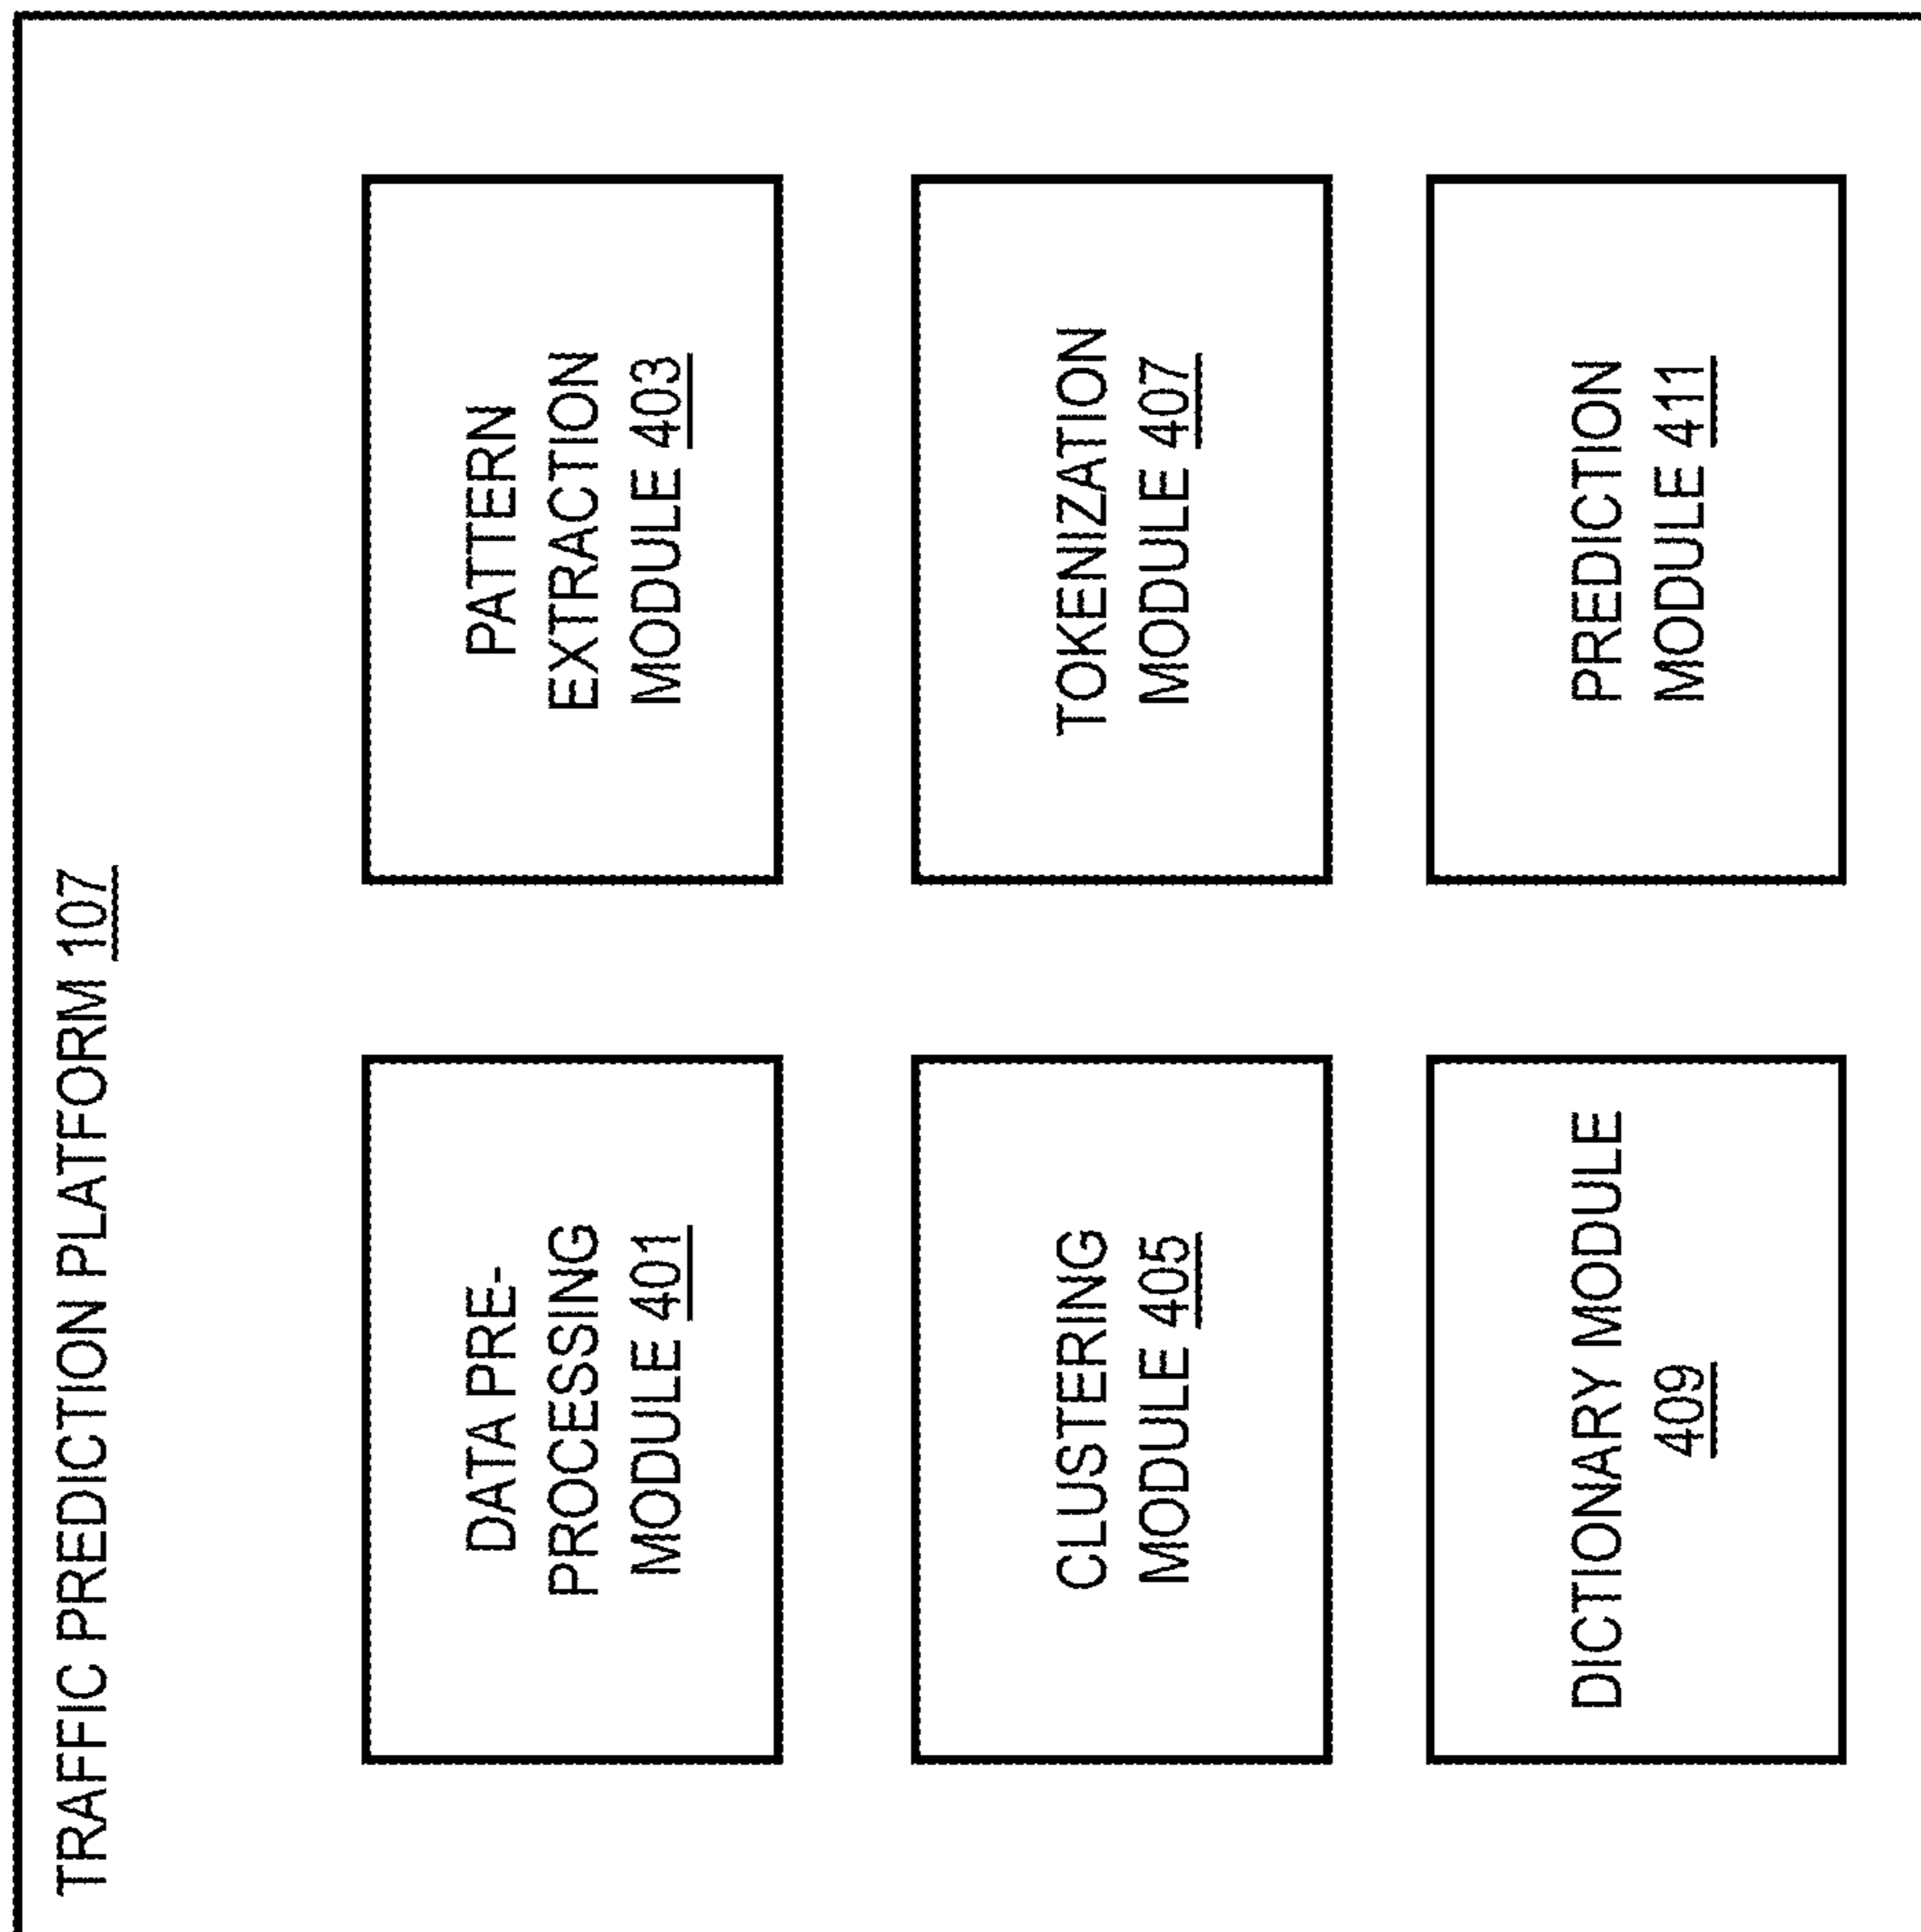 TRAFFIC PREDICTION PLATFORM 107
DATA PRE-
PROCESSING
MODULE 401
PATTERN
EXTRACTION
MODULE 403
CLUSTERING
MODULE 405
TOKENIZATION
MODULE 407
DICTIONARY MODULE
409
PREDICTION
MODULE 411